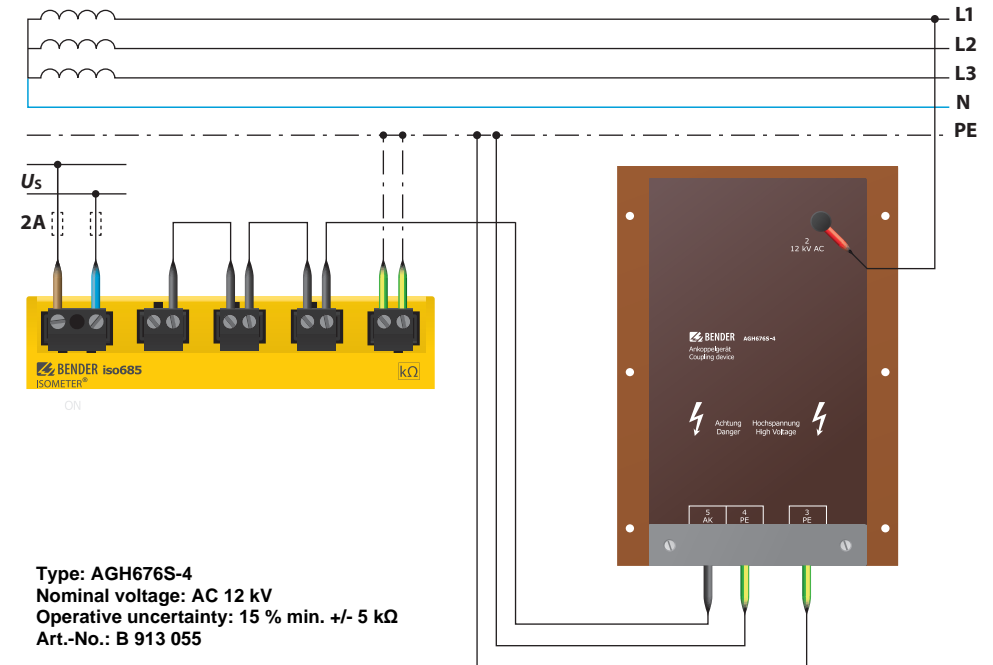 L1
L2
L3
N
PE
US
2A
2
12 kV AC
BENDER AGH676S-4
Ankoppelgerät
Coupling device
BENDER iso685
ISOMETER®
kΩ
ON
Achtung Hochspannung
Danger High Voltage
5 4 3
AK PE PE
Type: AGH676S-4
Nominal voltage: AC 12 kV
Operative uncertainty: 15 % min. +/- 5 kΩ
Art.-No.: B 913 055